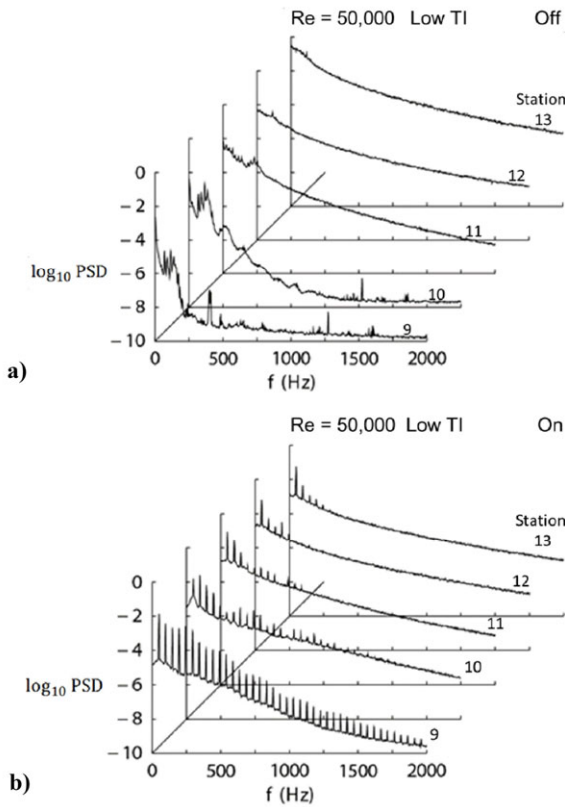 Re = 50,000 Low TI Off
Station
13
12
11
10
9
0
−2
−4
−6
−8
−10
log₁₀ PSD
0 500 1000 1500 2000
f (Hz)
a)
Re = 50,000 Low TI On
Station
13
12
11
10
9
0
−2
−4
−6
−8
−10
log₁₀ PSD
0 500 1000 1500 2000
f (Hz)
b)